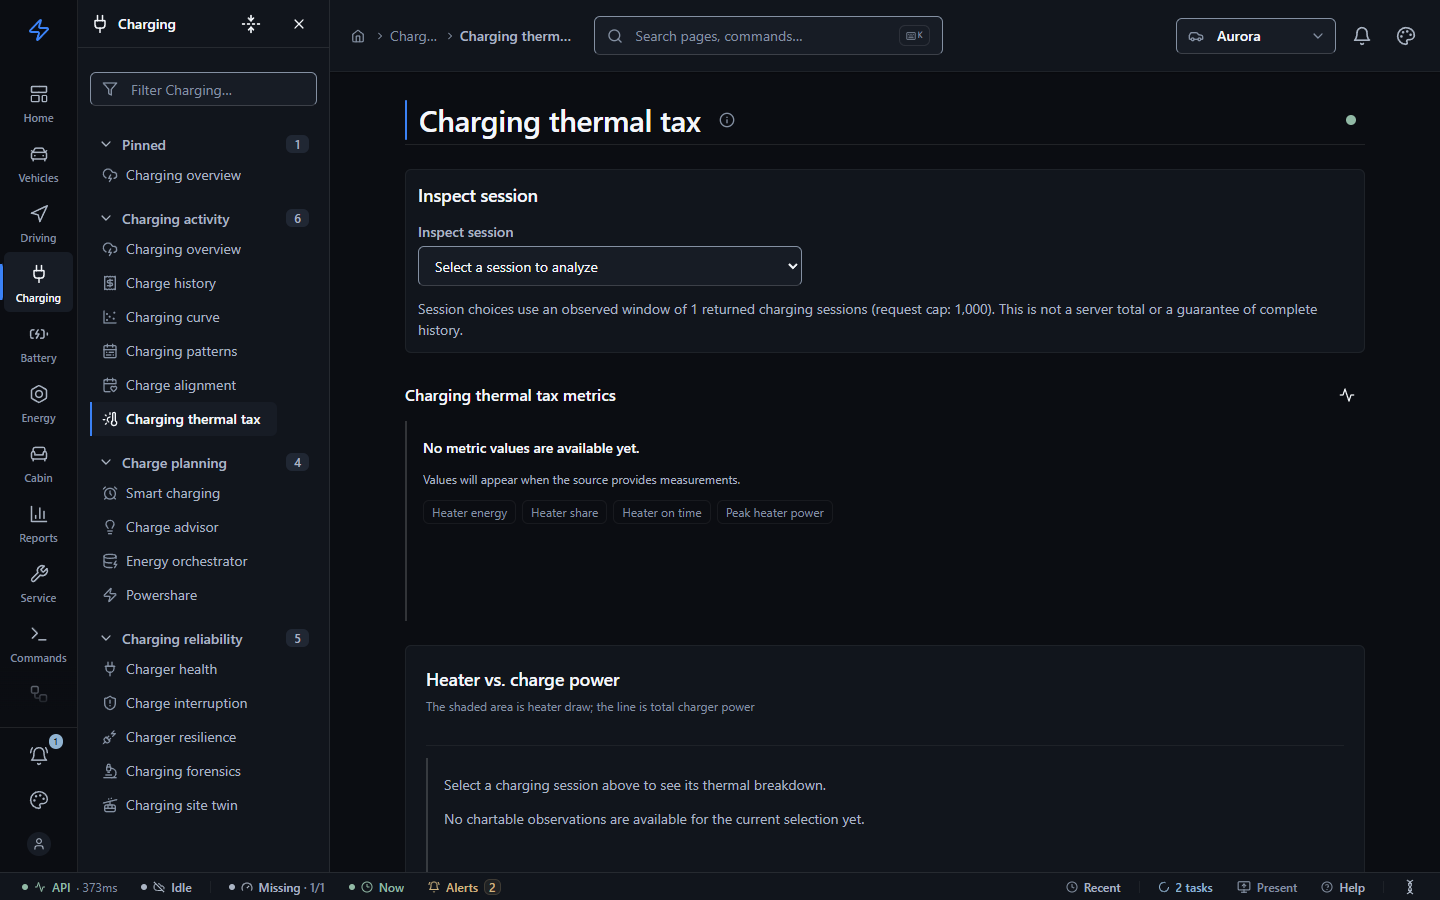 Charging
Charg...
Charging therm...
Search pages, commands...
K
Aurora
Home
Vehicles
Driving
Charging
Battery
Energy
Cabin
Reports
Service
Commands
1
Filter Charging...
Pinned
1
Charging overview
Charging activity
6
Charging overview
Charge history
Charging curve
Charging patterns
Charge alignment
Charging thermal tax
Charge planning
4
Smart charging
Charge advisor
Energy orchestrator
Powershare
Charging reliability
5
Charger health
Charge interruption
Charger resilience
Charging forensics
Charging site twin
Charging thermal tax
Inspect session
Inspect session
Select a session to analyze
Session choices use an observed window of 1 returned charging sessions (request cap: 1,000). This is not a server total or a guarantee of complete
history.
Charging thermal tax metrics
No metric values are available yet.
Values will appear when the source provides measurements.
Heater energy
Heater share
Heater on time
Peak heater power
Heater vs. charge power
The shaded area is heater draw; the line is total charger power
Select a charging session above to see its thermal breakdown.
No chartable observations are available for the current selection yet.
API · 373ms
Idle
Missing · 1/1
Now
Alerts 2
Recent
2 tasks
Present
Help